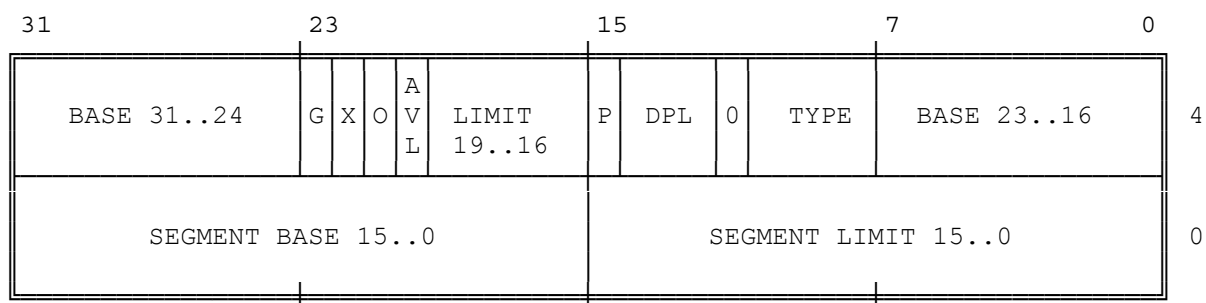 31 23 15 7 0
BASE 31..24 G X O AVL LIMIT 19..16 P DPL 0 TYPE BASE 23..16 4
SEGMENT BASE 15..0 SEGMENT LIMIT 15..0 0